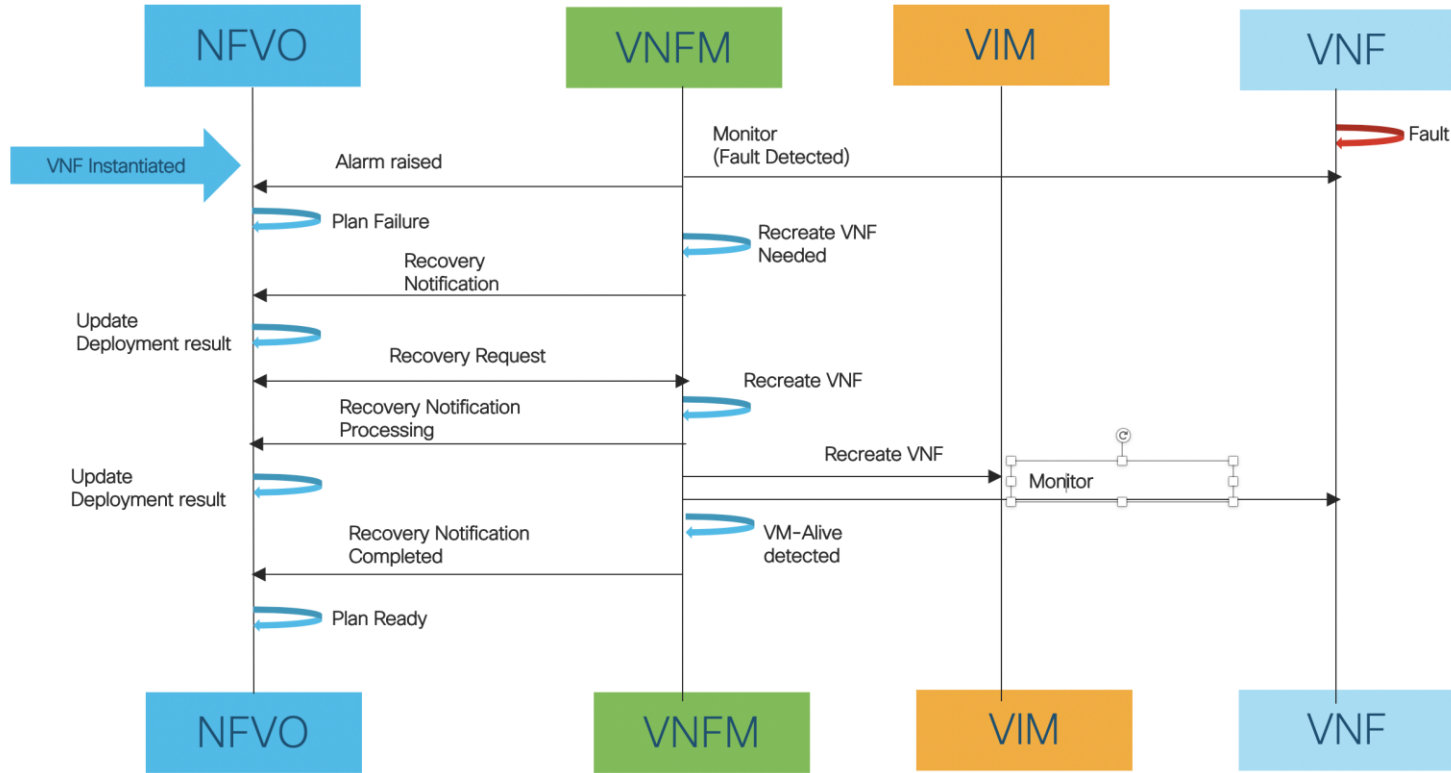 NFVO
VNFM
VIM
VNF
Monitor
(Fault Detected)
Fault
VNF Instantiated
Alarm raised
Plan Failure
Recreate VNF
Needed
Recovery
Notification
Update
Deployment result
Recovery Request
Recreate VNF
Recovery Notification
Processing
Recreate VNF
Monitor
Update
Deployment result
Recovery Notification
Completed
VM-Alive
detected
Plan Ready
NFVO
VNFM
VIM
VNF